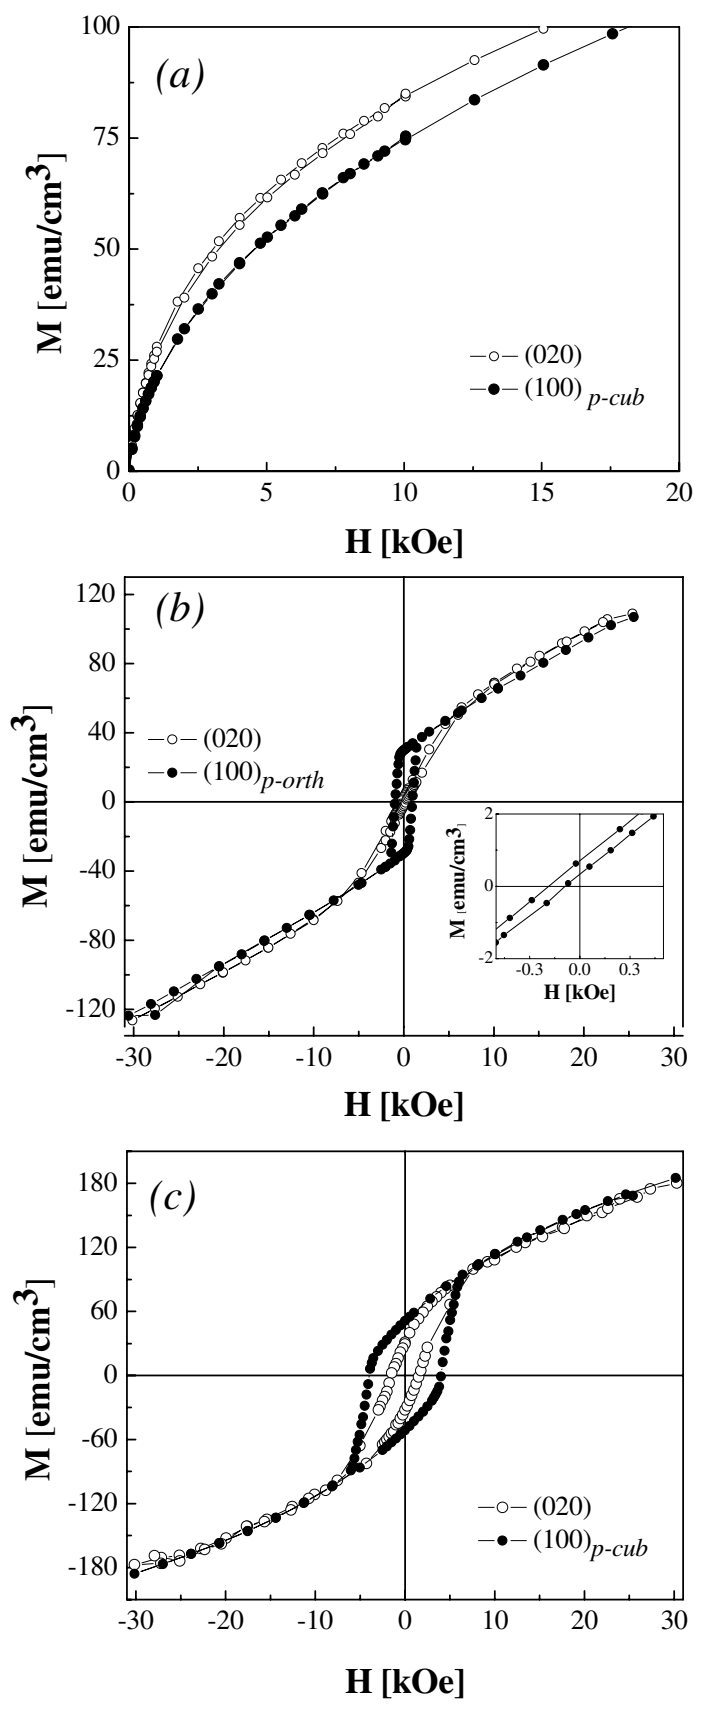 (a)
100
75
50
25
0
M [emu/cm3]
(020)
(100) p-cub
0 5 10 15 20
H [kOe]
(b)
120
80
40
0
-40
-80
-120
M [emu/cm3]
(020)
(100)p-orth
2
0
-2
M [emu/cm3]
-0.3 0.0 0.3
H [kOe]
-30 -20 -10 0 10 20 30
H [kOe]
(c)
180
120
60
0
-60
-120
-180
M [emu/cm3]
(020)
(100)p-cub
-30 -20 -10 0 10 20 30
H [kOe]